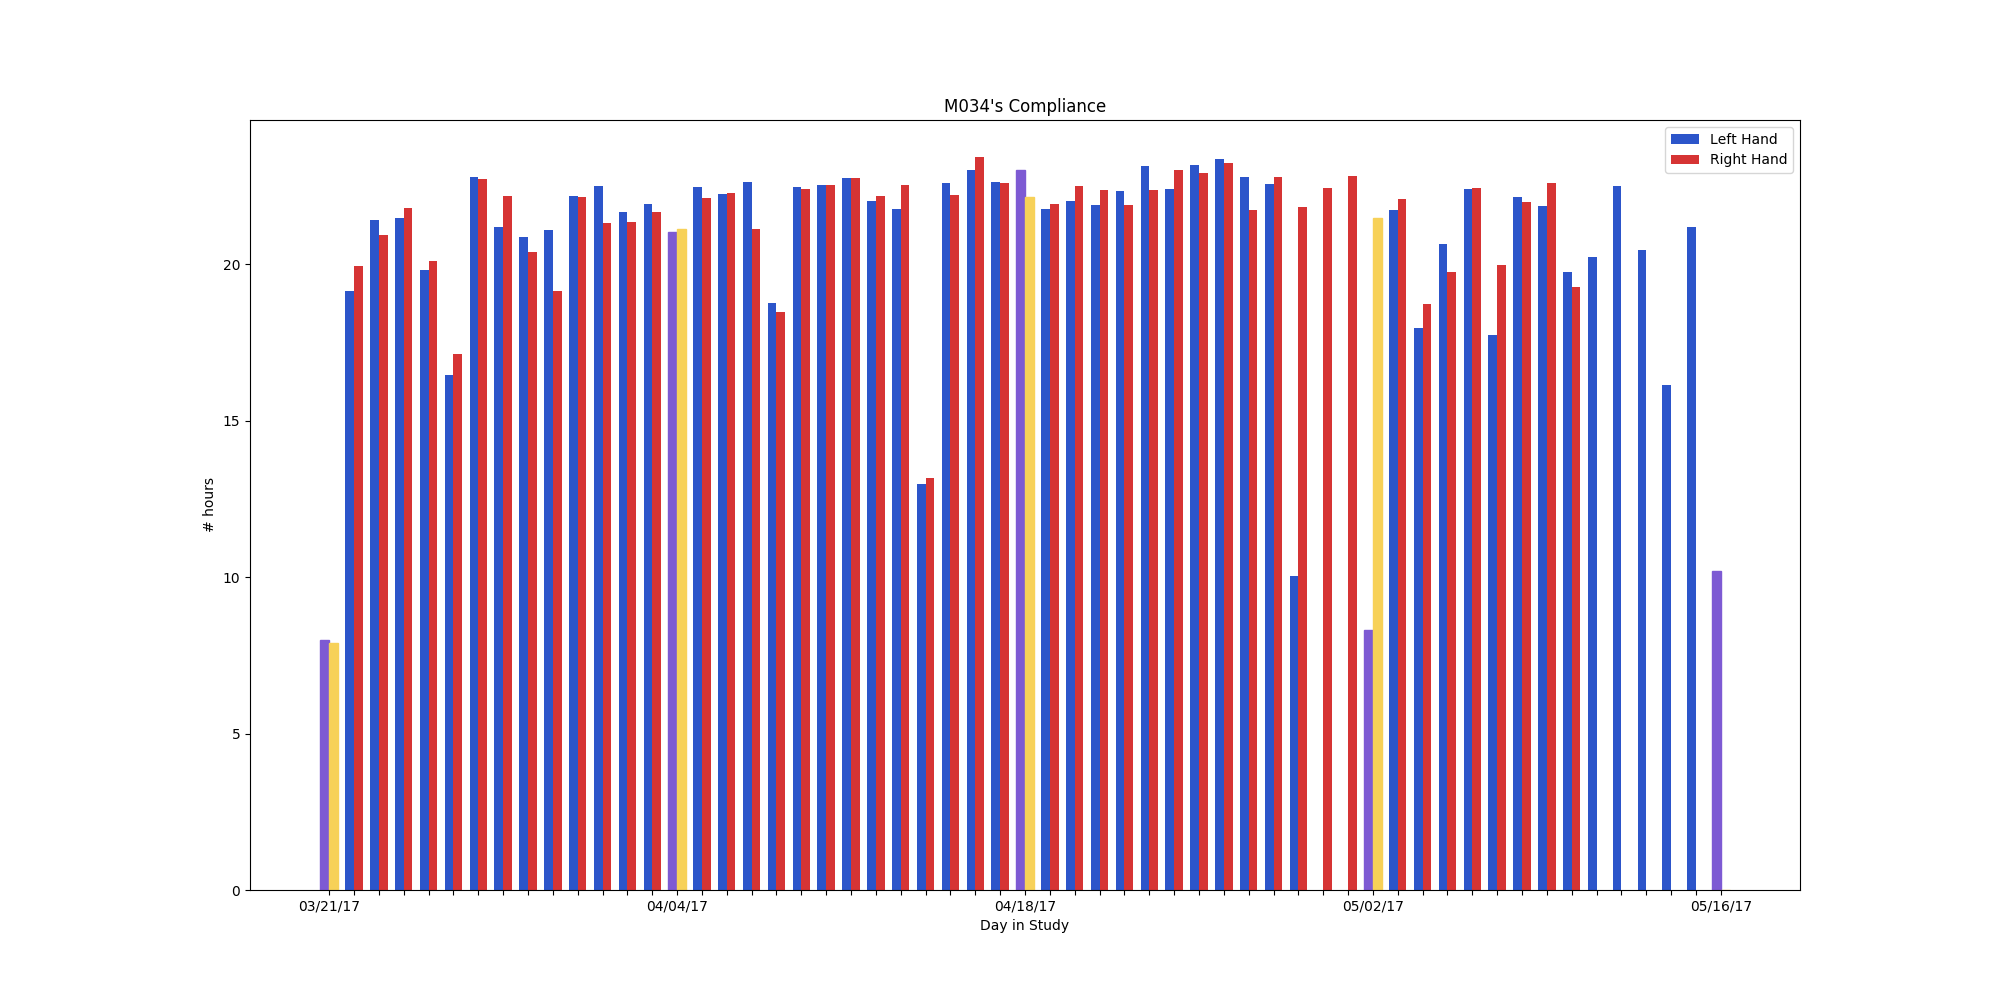 M034's Compliance
Left Hand
Right Hand
20
15
10
5
0
# hours
03/21/17 04/04/17 04/18/17 05/02/17 05/16/17
Day in Study